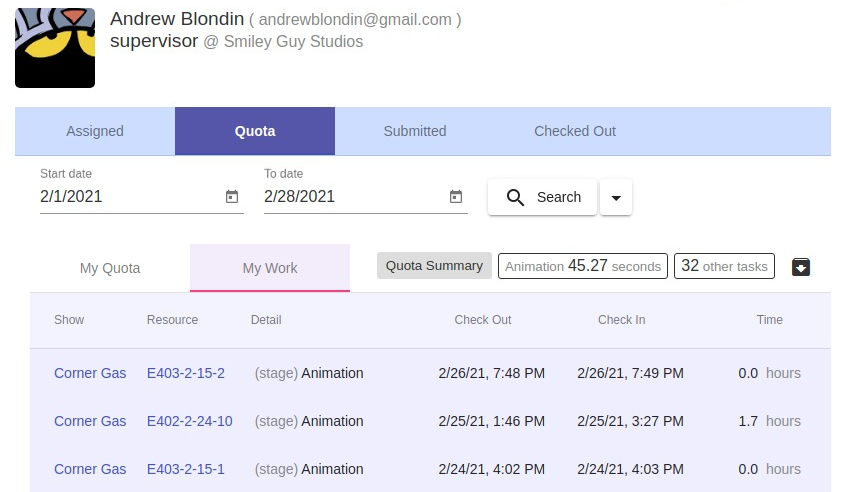 Andrew Blondin ( andrewblondin@gmail.com )
supervisor @ Smiley Guy Studios
Assigned Quota Submitted Checked Out
Start date To date
2/1/2021 2/28/2021 Search
My Quota My Work Quota Summary Animation 45.27 seconds 32 other tasks
Show Resource Detail Check Out Check In Time
Corner Gas E403-2-15-2 (stage) Animation 2/26/21, 7:48 PM 2/26/21, 7:49 PM 0.0 hours
Corner Gas E402-2-24-10 (stage) Animation 2/25/21, 1:46 PM 2/25/21, 3:27 PM 1.7 hours
Corner Gas E403-2-15-1 (stage) Animation 2/24/21, 4:02 PM 2/24/21, 4:03 PM 0.0 hours